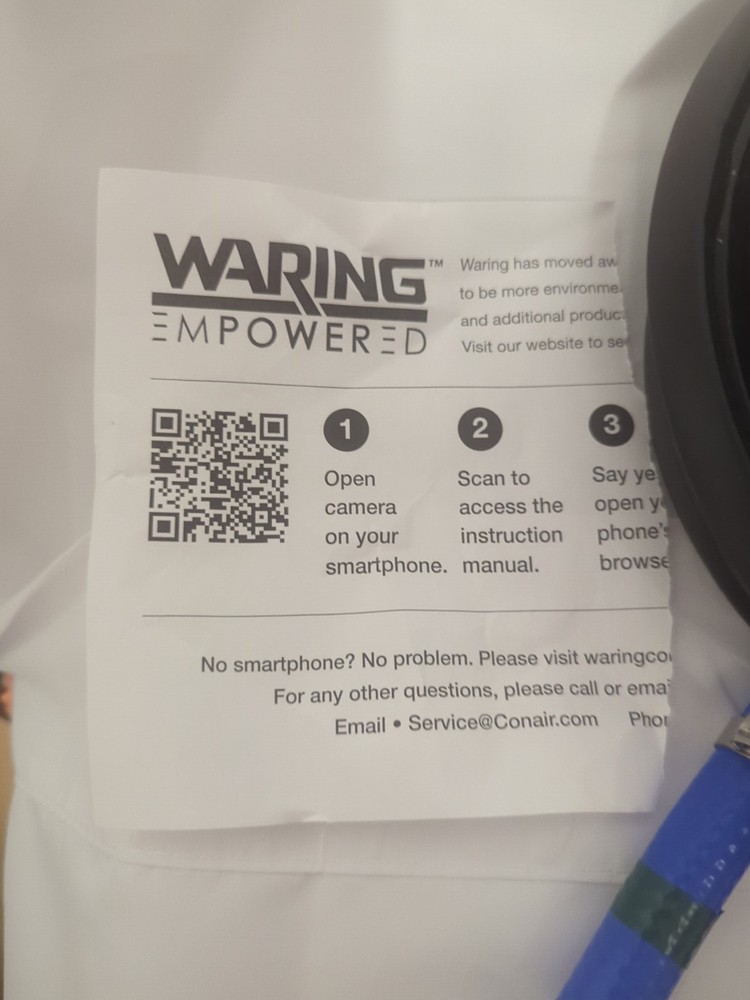 WARING™
EMPOWERED
Waring has moved aw
to be more environme
and additional produc
Visit our website to se
1
Open
camera
on your
smartphone.
2
Scan to
access the
instruction
manual.
3
Say ye
open y
phone's
browse
No smartphone? No problem. Please visit waringco
For any other questions, please call or emai
Email • Service@Conair.com Phon